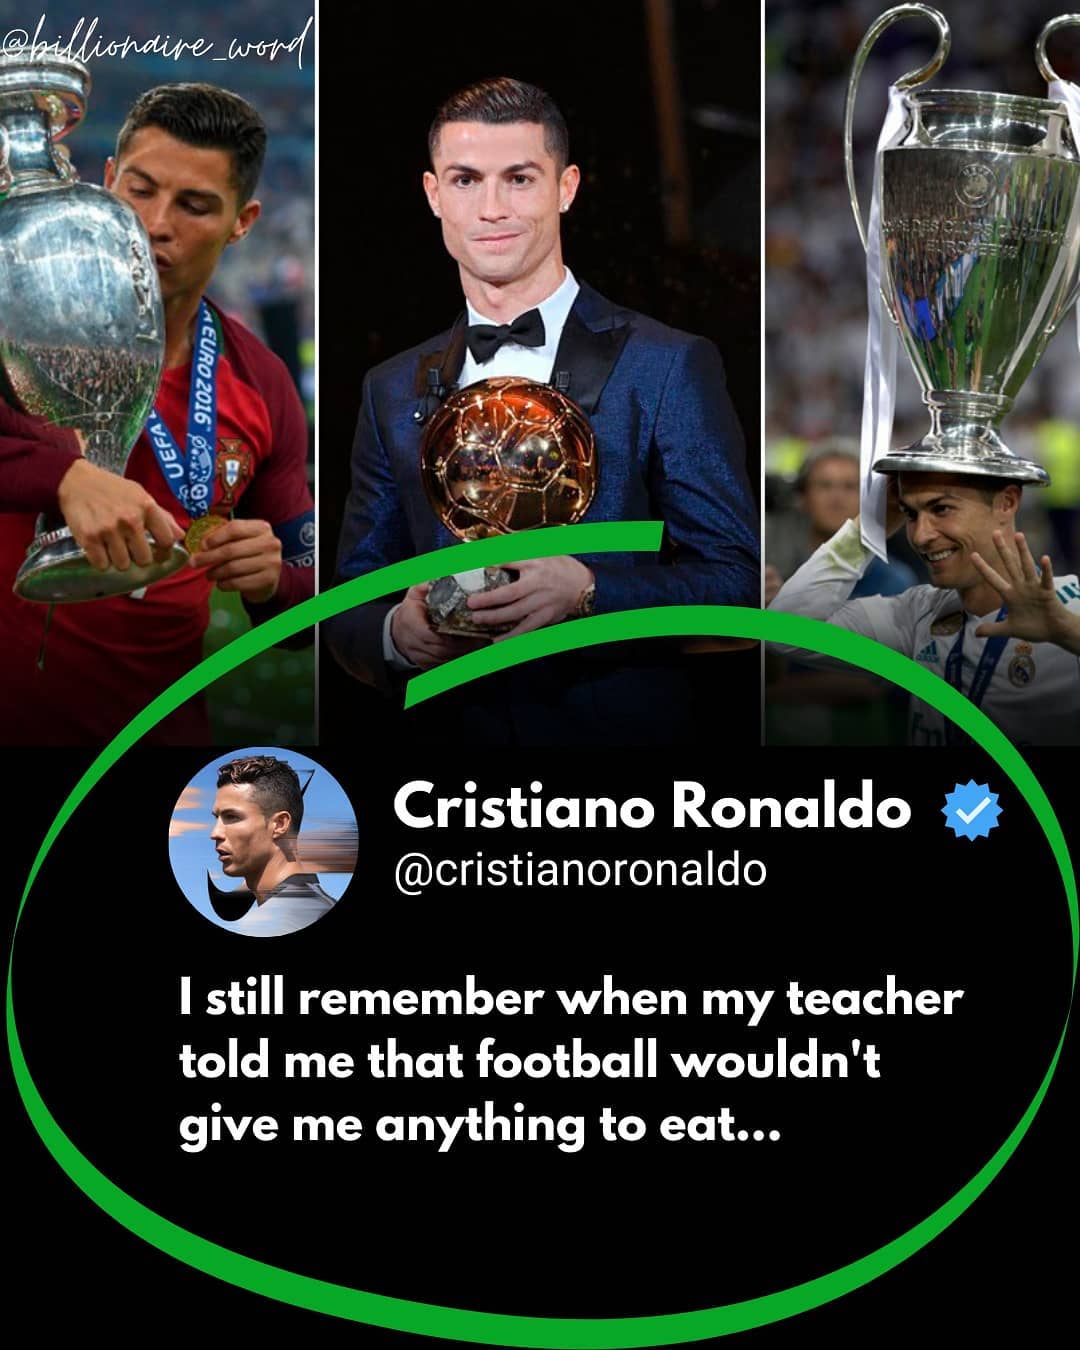 @billionaire_word
UEFA EURO 2016
Cristiano Ronaldo
@cristianoronaldo
I still remember when my teacher
told me that football wouldn't
give me anything to eat...